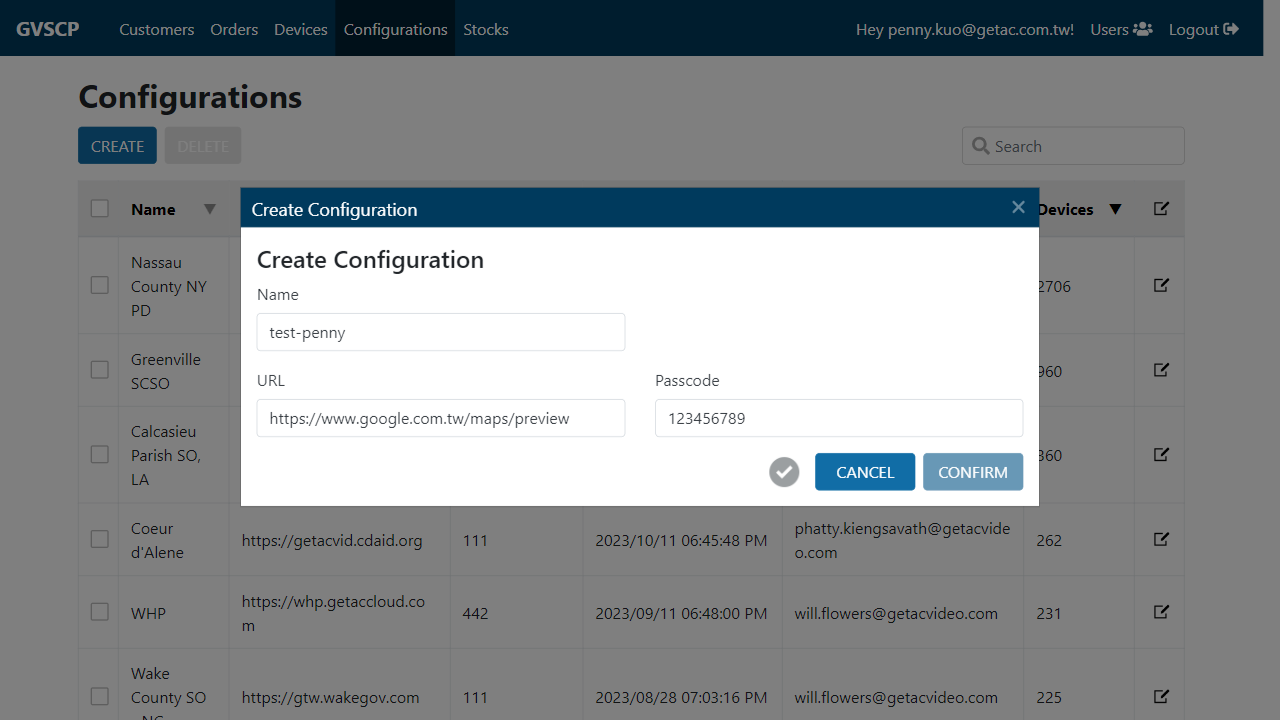 GVSCP Customers Orders Devices Configurations Stocks Hey penny.kuo@getac.com.tw! Users Logout
Configurations
CREATE DELETE Search
Name Devices
Create Configuration
Create Configuration
Name
test-penny
URL Passcode
https://www.google.com.tw/maps/preview 123456789
CANCEL CONFIRM
Nassau
County NY
PD
2706
Greenville
SCSO
960
Calcasieu
Parish SO,
LA
360
Coeur
d'Alene
https://getacvid.cdaid.org 111 2023/10/11 06:45:48 PM
phatty.kiengsavath@getacvide
o.com
262
WHP
https://whp.getaccloud.co
m
442 2023/09/11 06:48:00 PM will.flowers@getacvideo.com 231
Wake
County SO
https://gtw.wakegov.com 111 2023/08/28 07:03:16 PM will.flowers@getacvideo.com 225